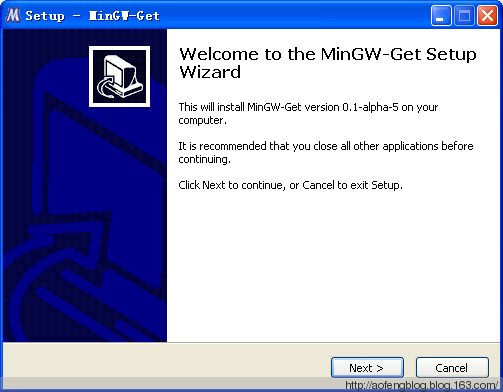 Setup - MinGW-Get
Welcome to the MinGW-Get Setup
Wizard
This will install MinGW-Get version 0.1-alpha-5 on your
computer.
It is recommended that you close all other applications before
continuing.
Click Next to continue, or Cancel to exit Setup.
Next >
Cancel
http://aofengblog.blog.163.com/